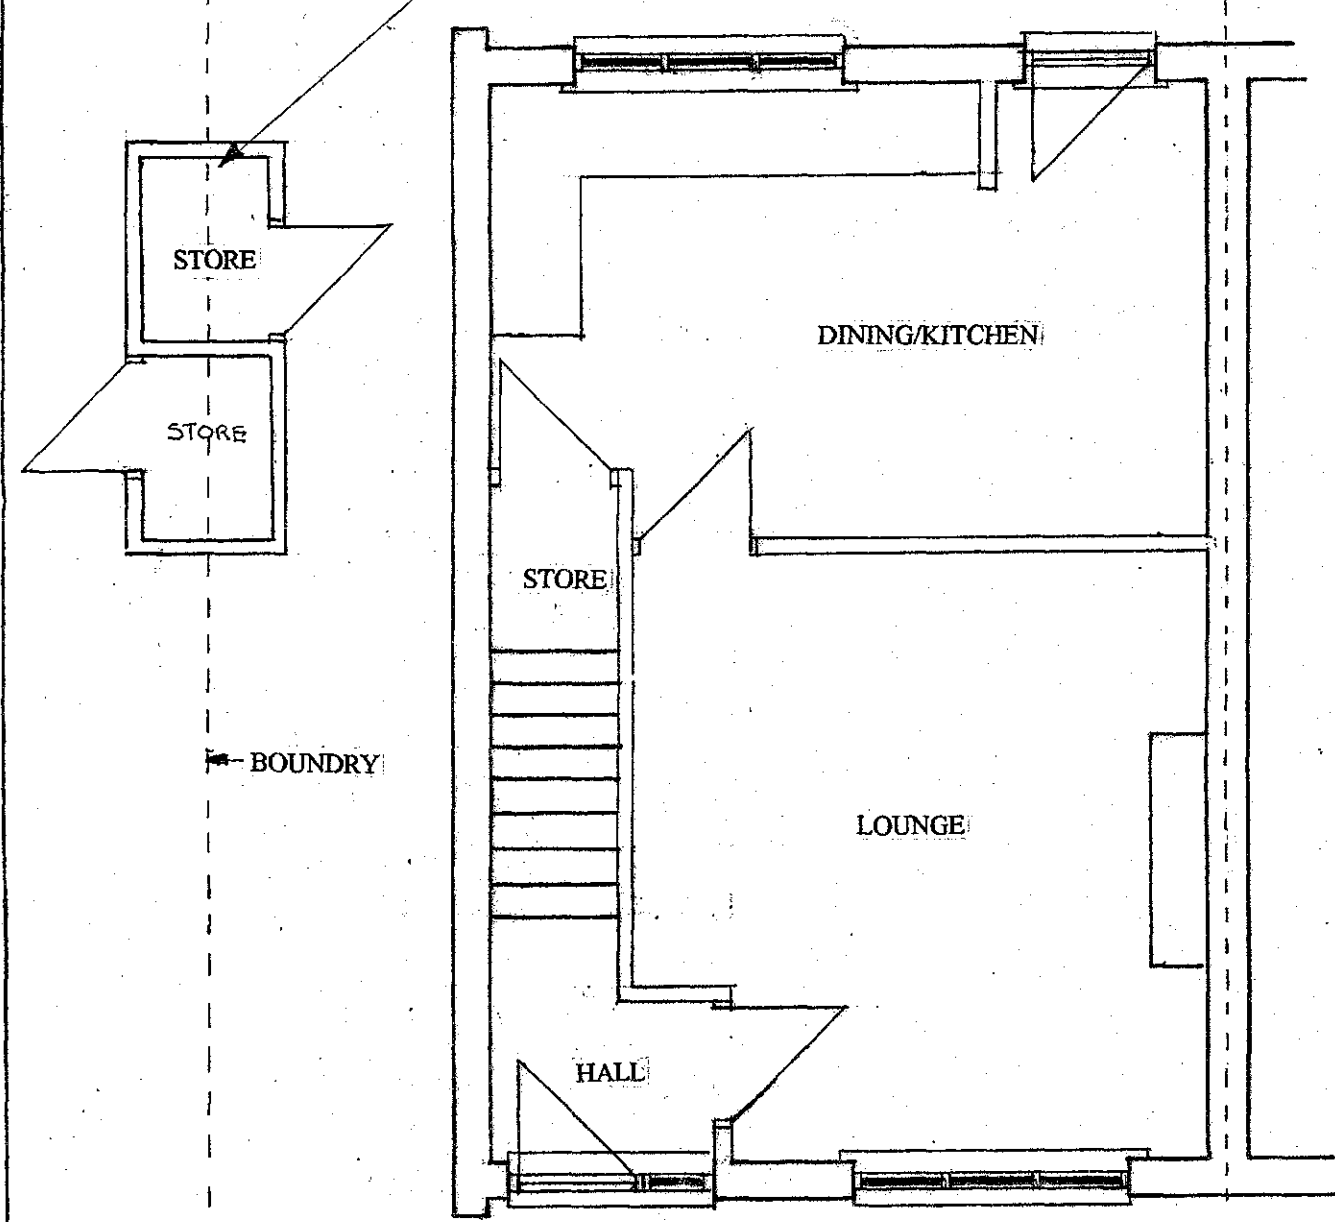 STORE
DINING/KITCHEN
STORE
STORE
BOUNDRY
LOUNGE
HALL